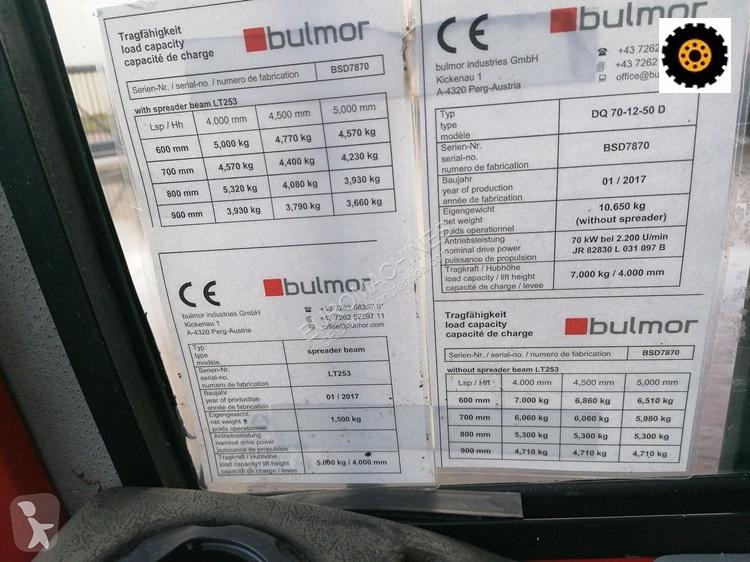 Tragfähigkeit
load capacity
capacité de charge
bulmor
Serien-Nr. / serial-no. / numero de fabrication BSD7870
with spreader beam LT253
Lsp / Hh 4.000 mm 4,500 mm 5,000 mm
600 mm 5,000 kg 4,770 kg 4,570 kg
700 mm 4,570 kg 4,400 kg 4,230 kg
800 mm 5,320 kg 4,080 kg 3,930 kg
900 mm 3,930 kg 3,790 kg 3,660 kg
CE bulmor
bulmor industries GmbH
Kickenau 1
A-4320 Perg-Austria
office@bulmor.com
Typ
type
modèle
spreader beam
Serien-Nr.
serial-no.
numero de fabrication
LT253
Baujahr
year of production
année de fabrication
01 / 2017
Eigengewicht
net weight
poids operationnel
1,500 kg
Antriebsleistung
nominal drive power
puissance de propulsion
Tragkraft / Hubhöhe
load capacity / lift height
capacité de charge / levee
5.000 kg / 4.000 mm
CE bulmor
bulmor industries GmbH
Kickenau 1
A-4320 Perg-Austria
+43 7262
+43 7262
office@bu
Typ
type
modèle
DQ 70-12-50 D
Serien-Nr.
serial-no.
numero de fabrication
BSD7870
Baujahr
year of production
année de fabrication
01 / 2017
Eigengewicht
net weight
poids operationnel
10.650 kg
(without spreader)
Antriebsleistung
nominal drive power
puissance de propulsion
70 kW bei 2.200 U/min
JR 82830 L 031 097 B
Tragkraft / Hubhöhe
load capacity / lift height
capacité de charge / levee
7.000 kg / 4.000 mm
Tragfähigkeit
load capacity
capacité de charge
bulmor
Serien-Nr. / serial-no. / numero de fabrication BSD7870
without spreader beam LT253
Lsp / Hh 4.000 mm 4,500 mm 5,000 mm
600 mm 7.000 kg 6,860 kg 6,510 kg
700 mm 6,060 kg 6,060 kg 5,980 kg
800 mm 5,300 kg 5,300 kg 5,300 kg
900 mm 4,710 kg 4,710 kg 4,710 kg